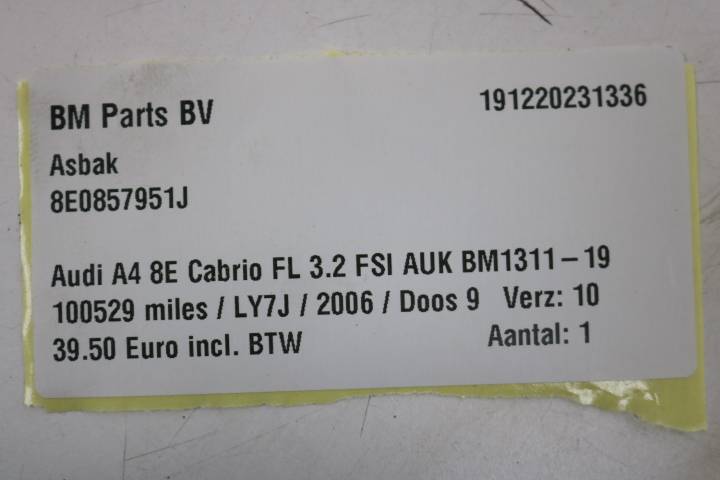 BM Parts BV 191220231336
Asbak
8E0857951J
Audi A4 8E Cabrio FL 3.2 FSI AUK BM1311-19
100529 miles / LY7J / 2006 / Doos 9 Verz: 10
39.50 Euro incl. BTW Aantal: 1